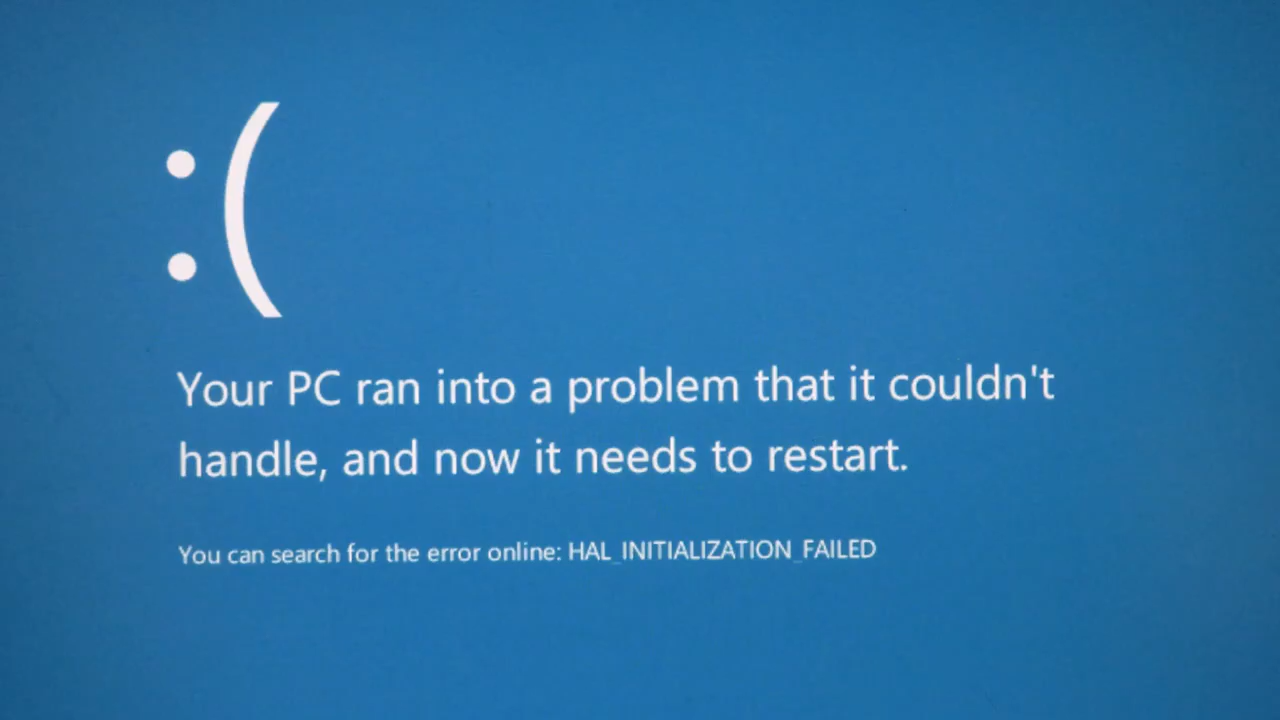 :(
Your PC ran into a problem that it couldn't
handle, and now it needs to restart.
You can search for the error online: HAL_INITIALIZATION_FAILED